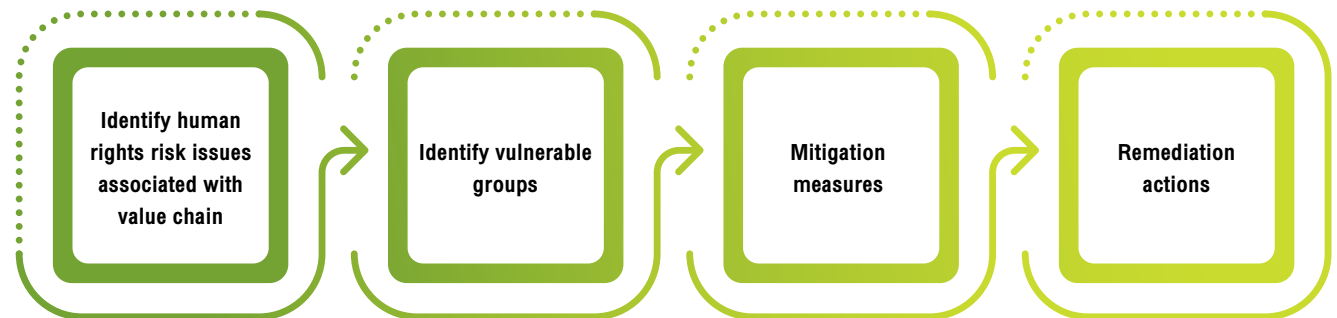 Identify human
rights risk issues
associated with
value chain
Identify vulnerable
groups
Mitigation
measures
Remediation
actions